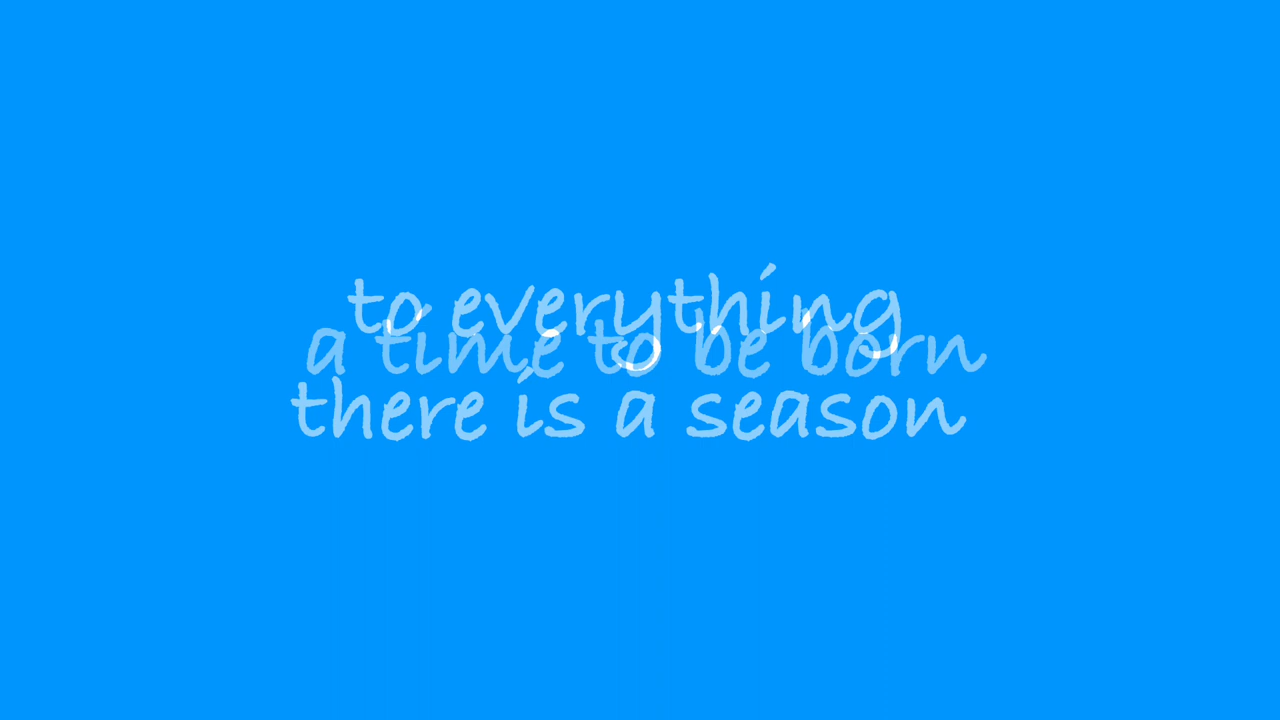 to everything
a time to be born
there is a season